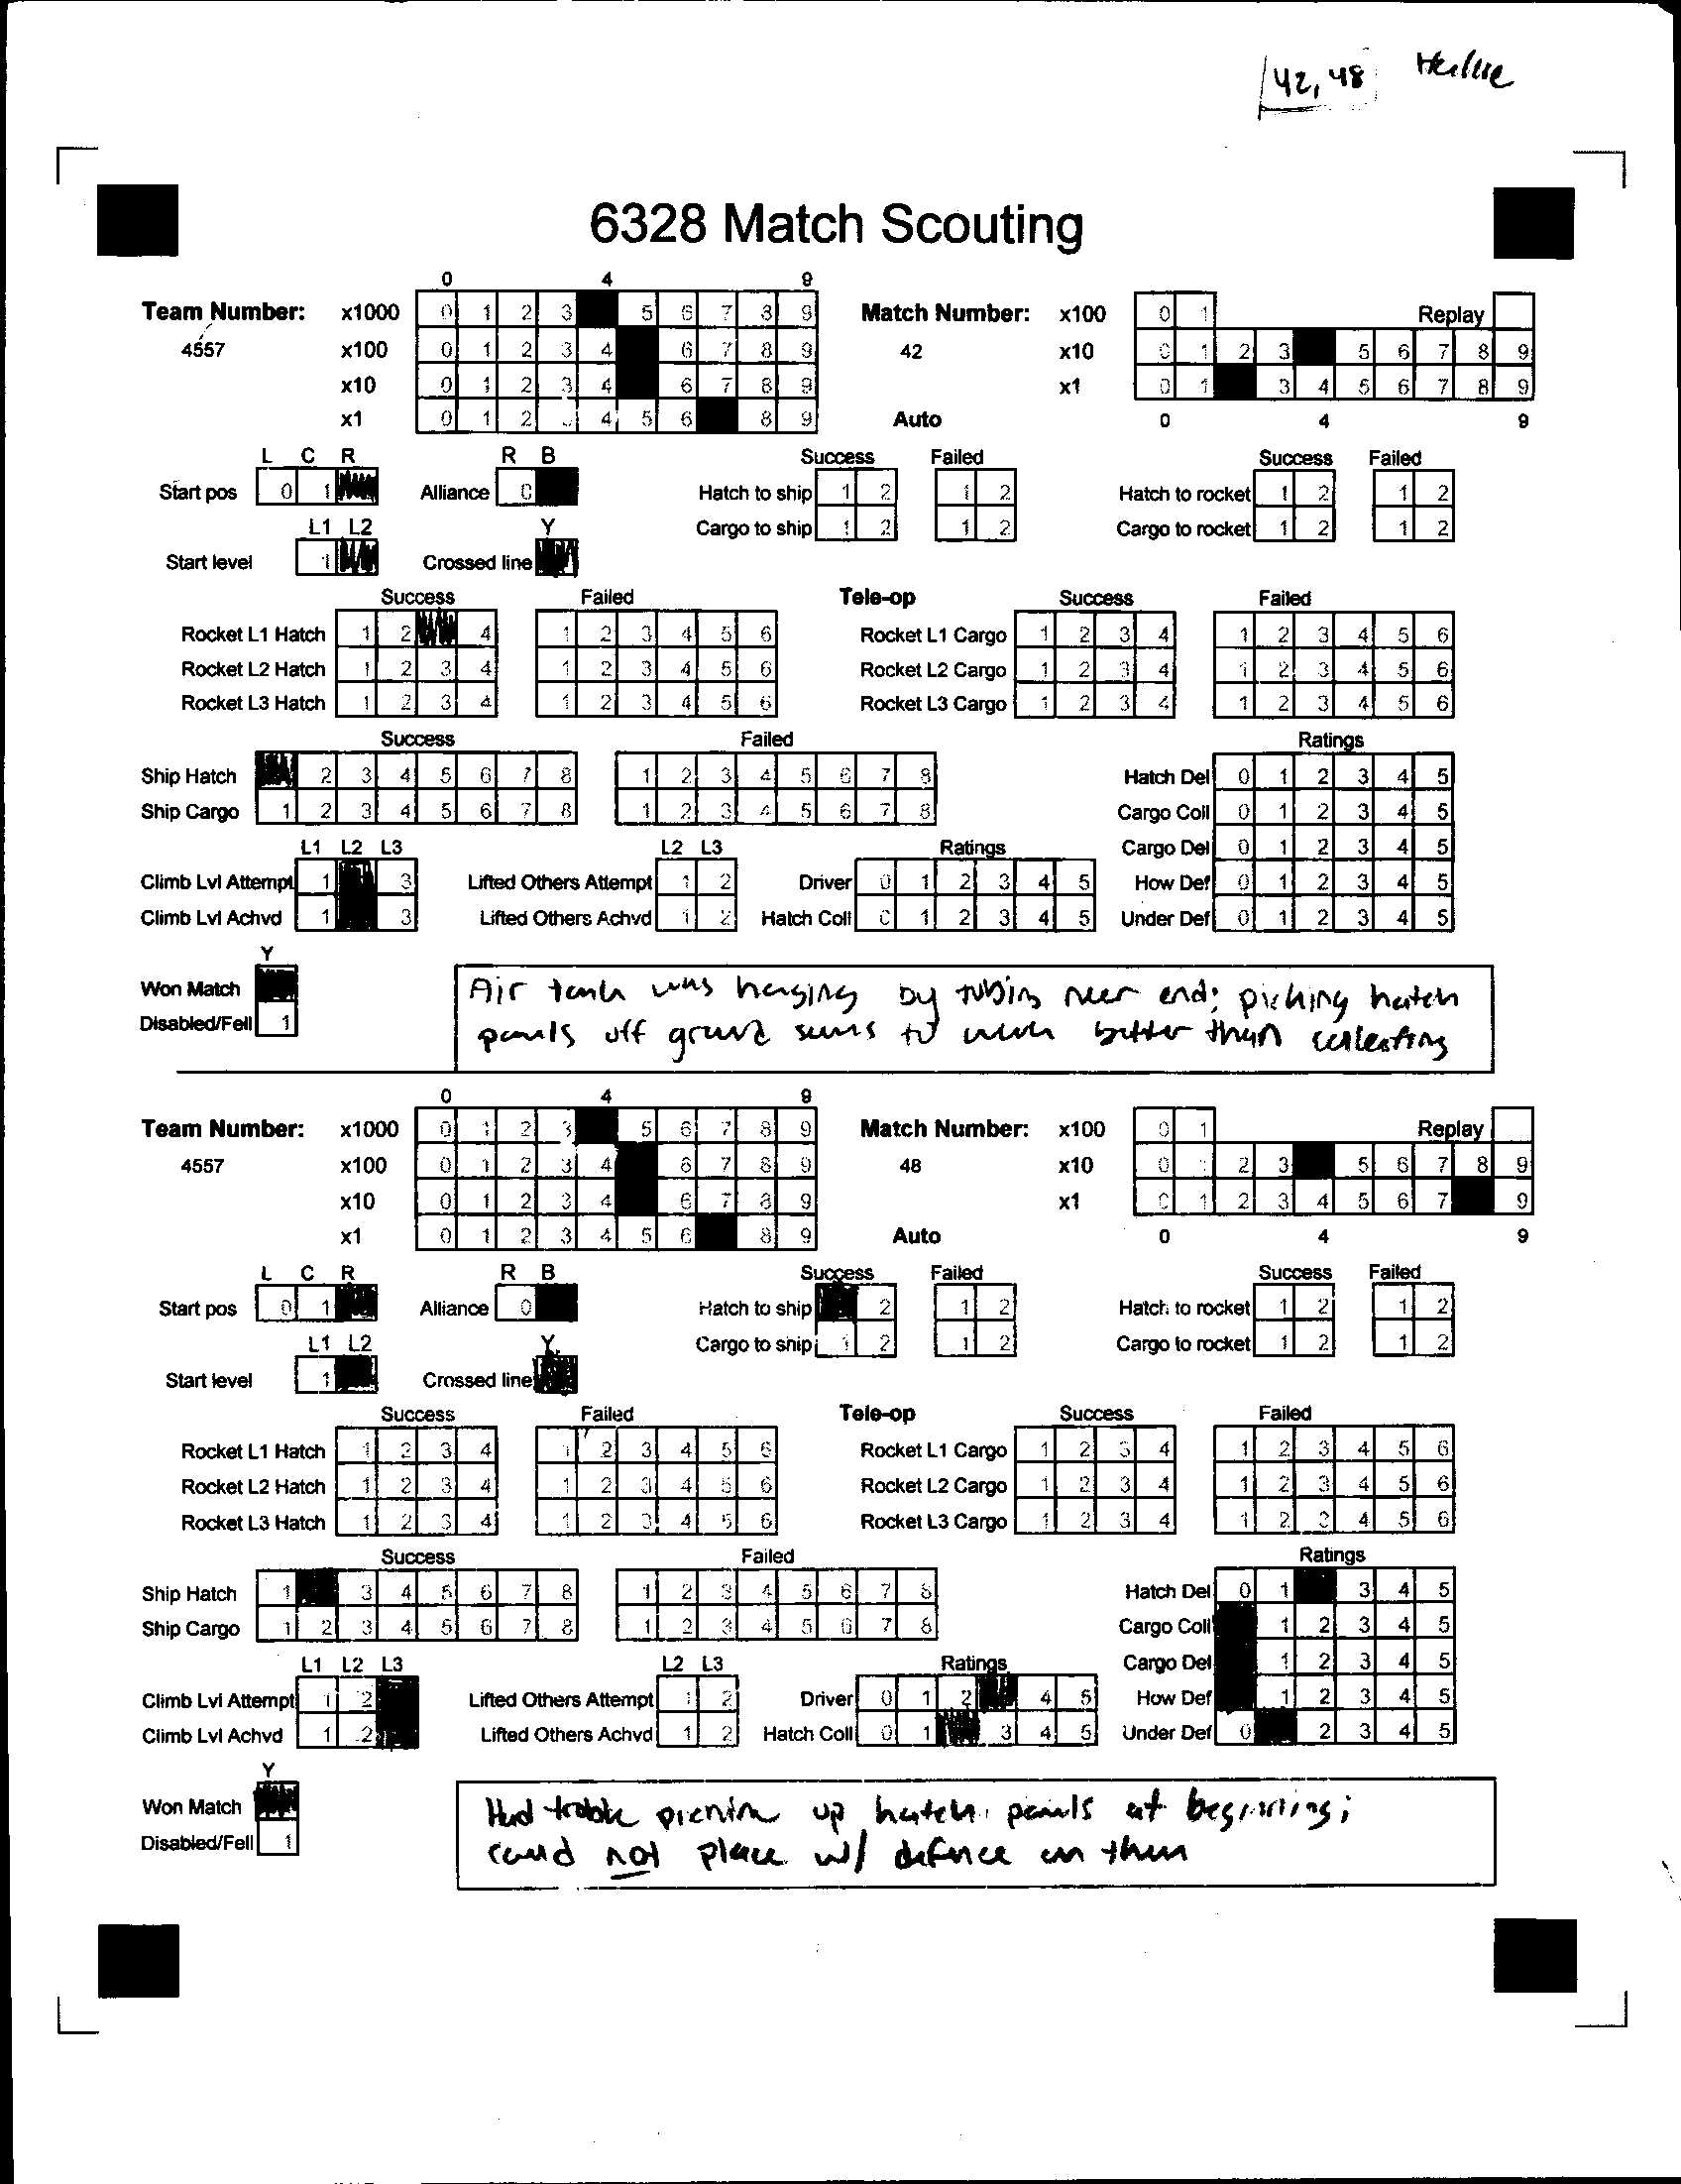 42, 48
6328 Match Scouting
0 4 9
Team Number: x1000 0 1 2 3 5 6 7 8 9 Match Number: x100 0 1 Replay
4557 x100 0 1 2 3 4 6 7 8 9 42 x10 0 1 2 3 5 6 7 8 9
x10 0 1 2 3 4 6 7 8 9 x1 0 1 3 4 5 6 7 8 9
x1 0 1 2 3 4 5 6 8 9 Auto 0 4 9
L C R R B Success Failed Success Failed
Start pos 0 1 Alliance 0 Hatch to ship 1 2 1 2 Hatch to rocket 1 2 1 2
L1 L2 Y Cargo to ship 1 2 1 2 Cargo to rocket 1 2 1 2
Start level 1 Crossed line
Success Failed Tele-op Success Failed
Rocket L1 Hatch 1 2 4 1 2 3 4 5 6 Rocket L1 Cargo 1 2 3 4 1 2 3 4 5 6
Rocket L2 Hatch 1 2 3 4 1 2 3 4 5 6 Rocket L2 Cargo 1 2 3 4 1 2 3 4 5 6
Rocket L3 Hatch 1 2 3 4 1 2 3 4 5 6 Rocket L3 Cargo 1 2 3 4 1 2 3 4 5 6
Success Failed Ratings
Ship Hatch 2 3 4 5 6 7 8 1 2 3 4 5 6 7 8 Hatch Del 0 1 2 3 4 5
Ship Cargo 1 2 3 4 5 6 7 8 1 2 3 4 5 6 7 8 Cargo Coll 0 1 2 3 4 5
L1 L2 L3 L2 L3 Ratings Cargo Del 0 1 2 3 4 5
Climb Lvl Attempt 1 3 Lifted Others Attempt 1 2 Driver 0 1 2 3 4 5 How Def 0 1 2 3 4 5
Climb Lvl Achvd 1 3 Lifted Others Achvd 1 2 Hatch Coll 0 1 2 3 4 5 Under Def 0 1 2 3 4 5
Y
Won Match
Disabled/Fell 1
Air tank was hanging by tubing near end; picking hatch
panels off ground seems to work better than collecting
0 4 9
Team Number: x1000 0 1 2 3 5 6 7 8 9 Match Number: x100 0 1 Replay
4557 x100 0 1 2 3 4 6 7 8 9 48 x10 0 1 2 3 5 6 7 8 9
x10 0 1 2 3 4 6 7 8 9 x1 0 1 2 3 4 5 6 7 9
x1 0 1 2 3 4 5 6 8 9 Auto 0 4 9
L C R R B Success Failed Success Failed
Start pos 0 1 Alliance 0 Hatch to ship 2 1 2 Hatch to rocket 1 2 1 2
L1 L2 Y Cargo to ship 1 2 1 2 Cargo to rocket 1 2 1 2
Start level 1 Crossed line
Success Failed Tele-op Success Failed
Rocket L1 Hatch 1 2 3 4 1 2 3 4 5 6 Rocket L1 Cargo 1 2 3 4 1 2 3 4 5 6
Rocket L2 Hatch 1 2 3 4 1 2 3 4 5 6 Rocket L2 Cargo 1 2 3 4 1 2 3 4 5 6
Rocket L3 Hatch 1 2 3 4 1 2 3 4 5 6 Rocket L3 Cargo 1 2 3 4 1 2 3 4 5 6
Success Failed Ratings
Ship Hatch 1 3 4 5 6 7 8 1 2 3 4 5 6 7 8 Hatch Del 0 1 3 4 5
Ship Cargo 1 2 3 4 5 6 7 8 1 2 3 4 5 6 7 8 Cargo Coll 1 2 3 4 5
L1 L2 L3 L2 L3 Ratings Cargo Del 1 2 3 4 5
Climb Lvl Attempt 1 2 Lifted Others Attempt 1 2 Driver 0 1 2 4 5 How Def 1 2 3 4 5
Climb Lvl Achvd 1 2 Lifted Others Achvd 1 2 Hatch Coll 0 1 3 4 5 Under Def 0 2 3 4 5
Y
Won Match
Disabled/Fell 1
Had trouble picking up hatch panels at beginning;
could not place w/ defence on them